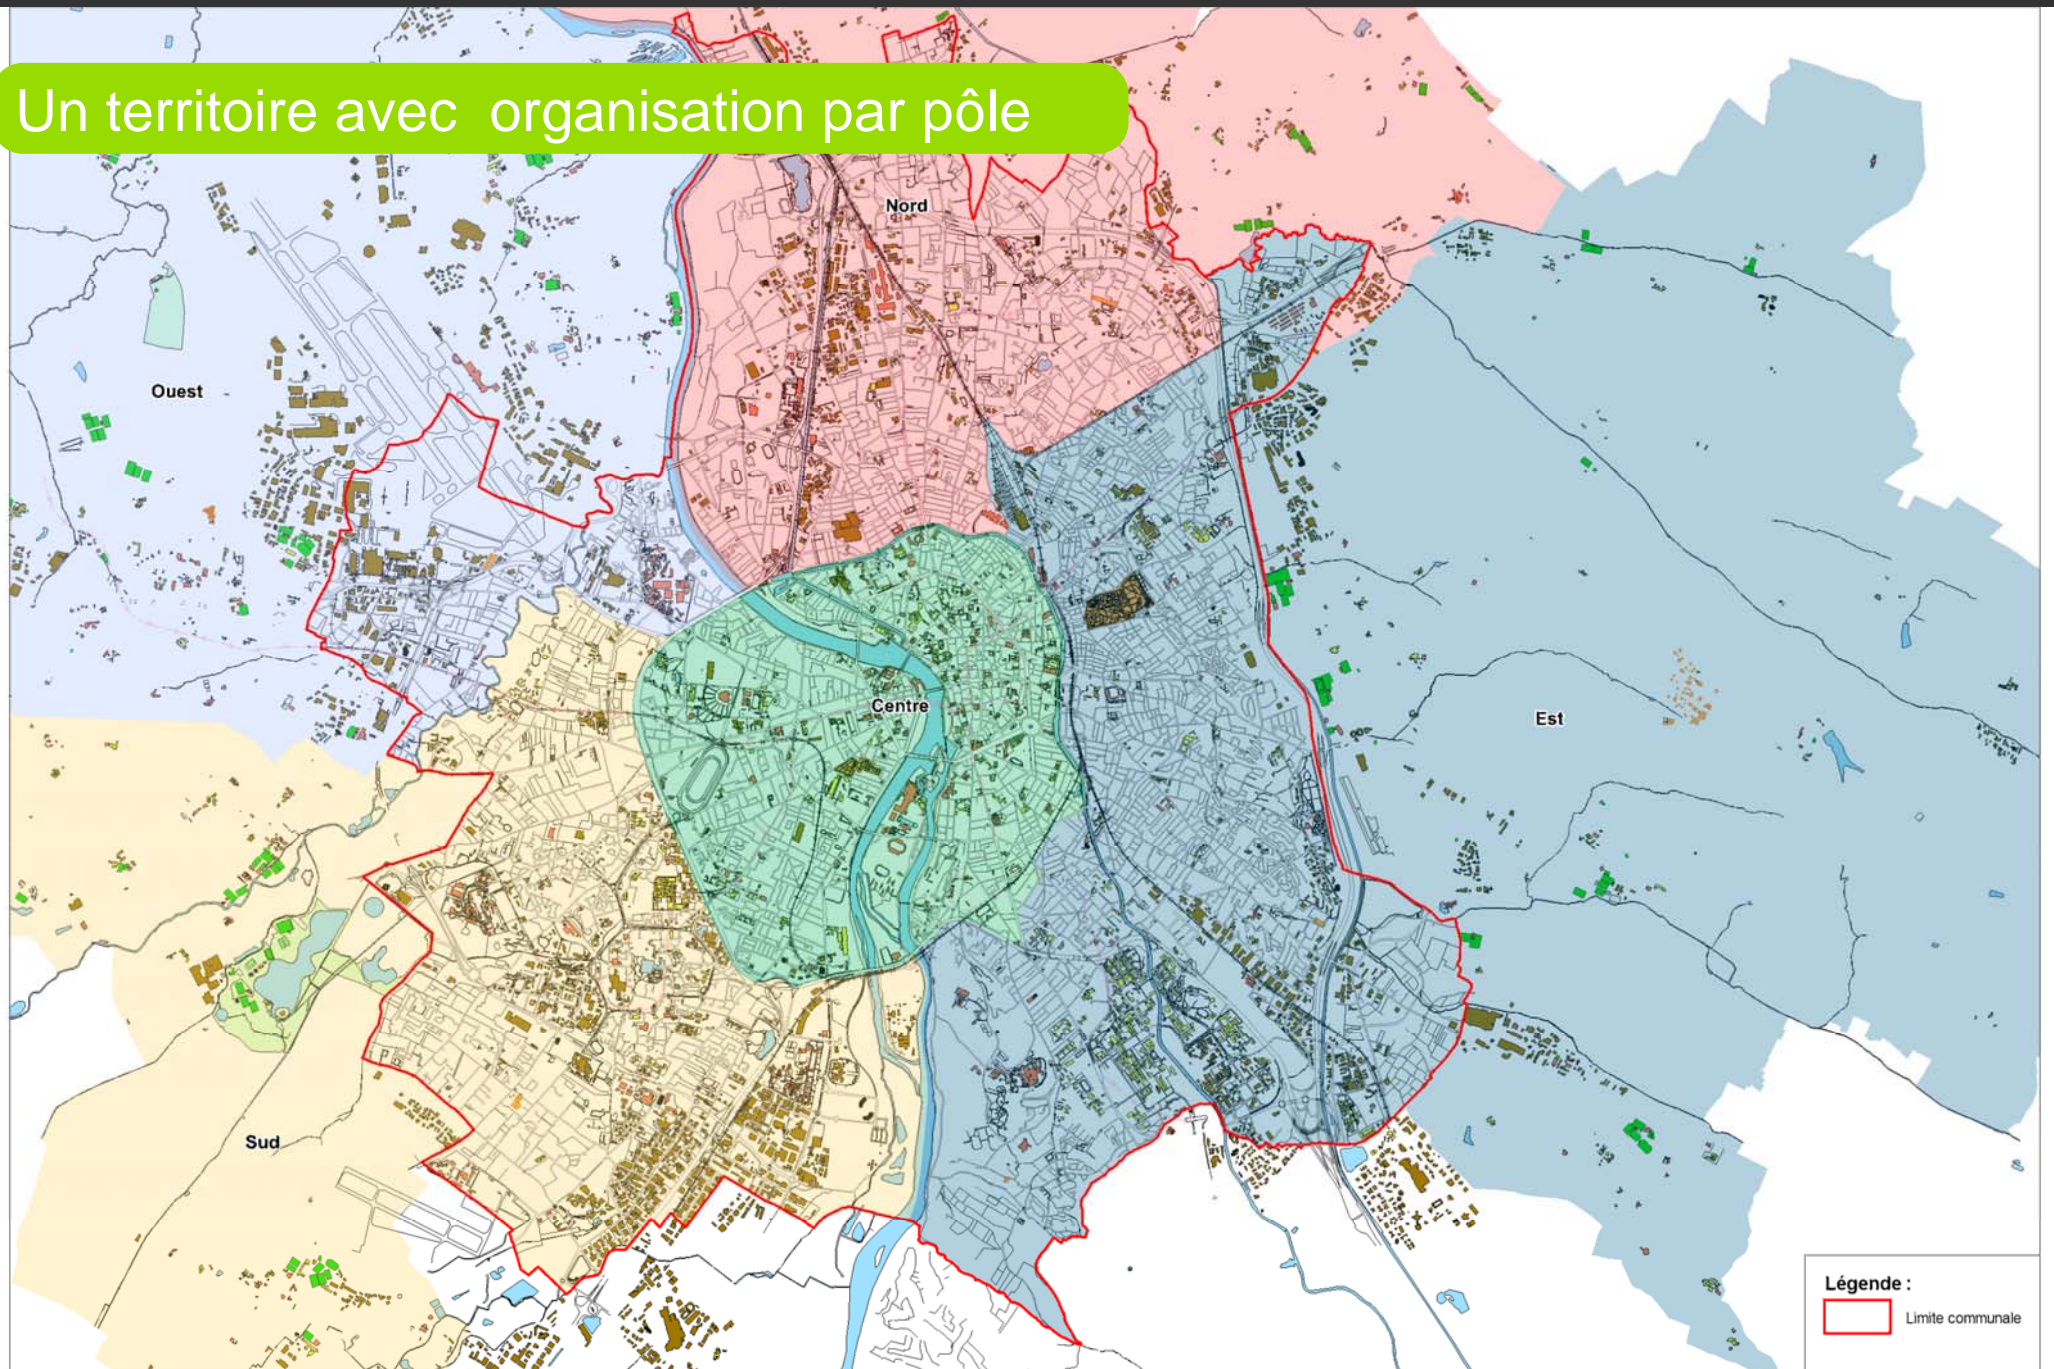 Un territoire avec  organisation par pôle
Nord
Ouest
Centre
Est
Sud
Légende :
Limite communale